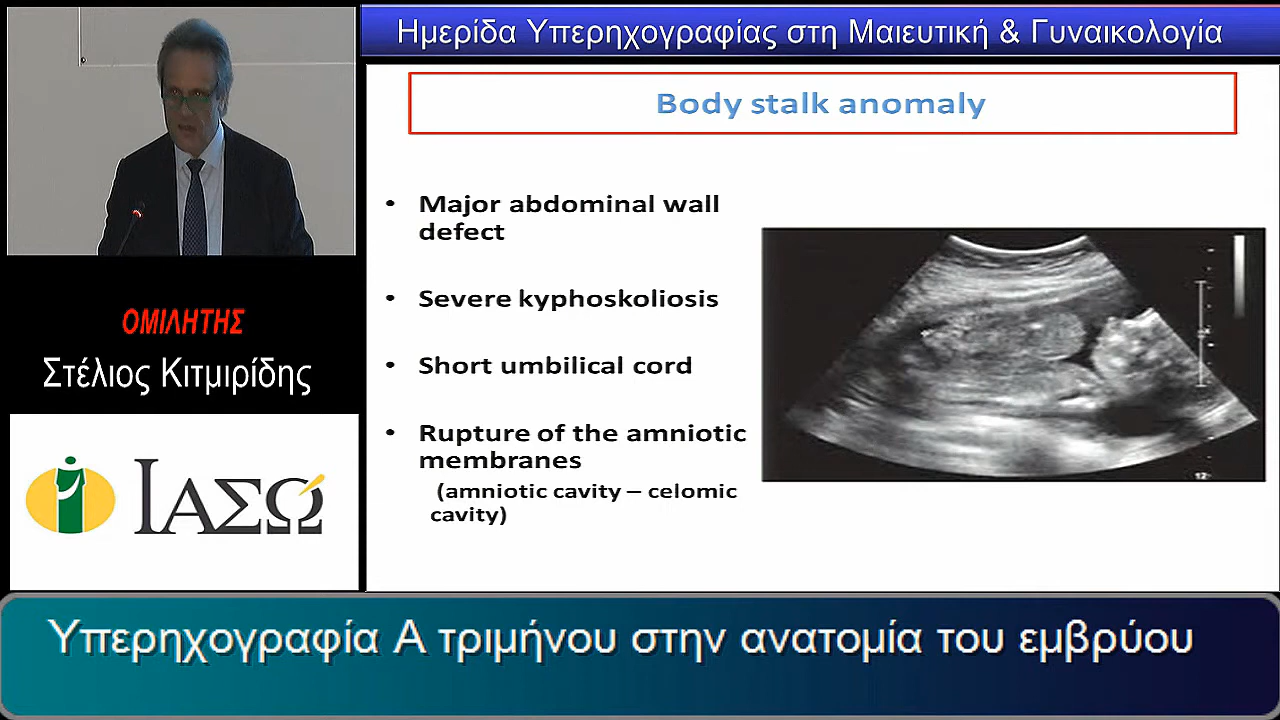 Ημερίδα Υπερηχογραφίας στη Μαιευτική & Γυναικολογία
Body stalk anomaly
• Major abdominal wall
defect
• Severe kyphoskoliosis
• Short umbilical cord
• Rupture of the amniotic
membranes
(amniotic cavity – celomic
cavity)
ΟΜΙΛΗΤΗΣ
Στέλιος Κιτμιρίδης
ΙΑΣΩ
Υπερηχογραφία Α τριμήνου στην ανατομία του εμβρύου